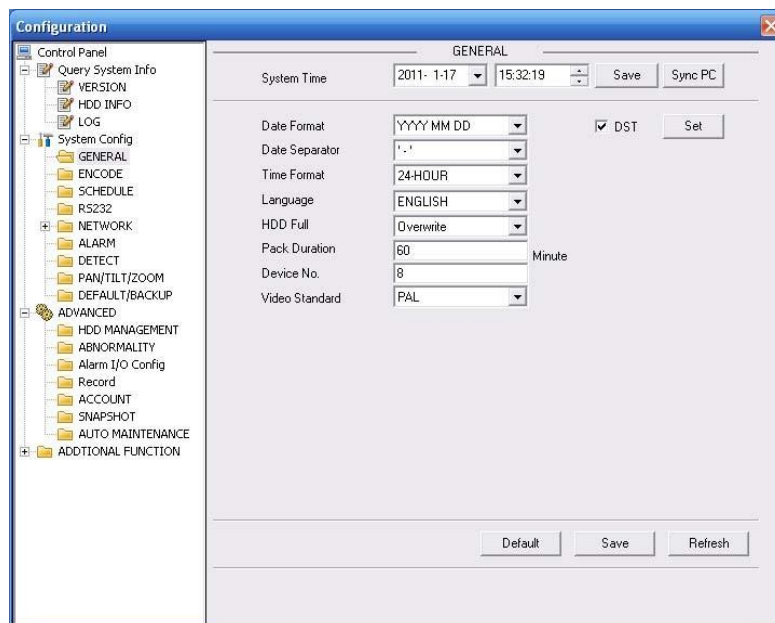 Configuration
Control Panel
Query System Info
VERSION
HDD INFO
LOG
System Config
GENERAL
ENCODE
SCHEDULE
RS232
NETWORK
ALARM
DETECT
PAN/TILT/ZOOM
DEFAULT/BACKUP
ADVANCED
HDD MANAGEMENT
ABNORMALITY
Alarm I/O Config
Record
ACCOUNT
SNAPSHOT
AUTO MAINTENANCE
ADDTIONAL FUNCTION
GENERAL
System Time 2011- 1-17 15:32:19 Save Sync PC
Date Format YYYY MM DD DST Set
Date Separator '-'
Time Format 24-HOUR
Language ENGLISH
HDD Full Overwrite
Pack Duration 60 Minute
Device No. 8
Video Standard PAL
Default Save Refresh